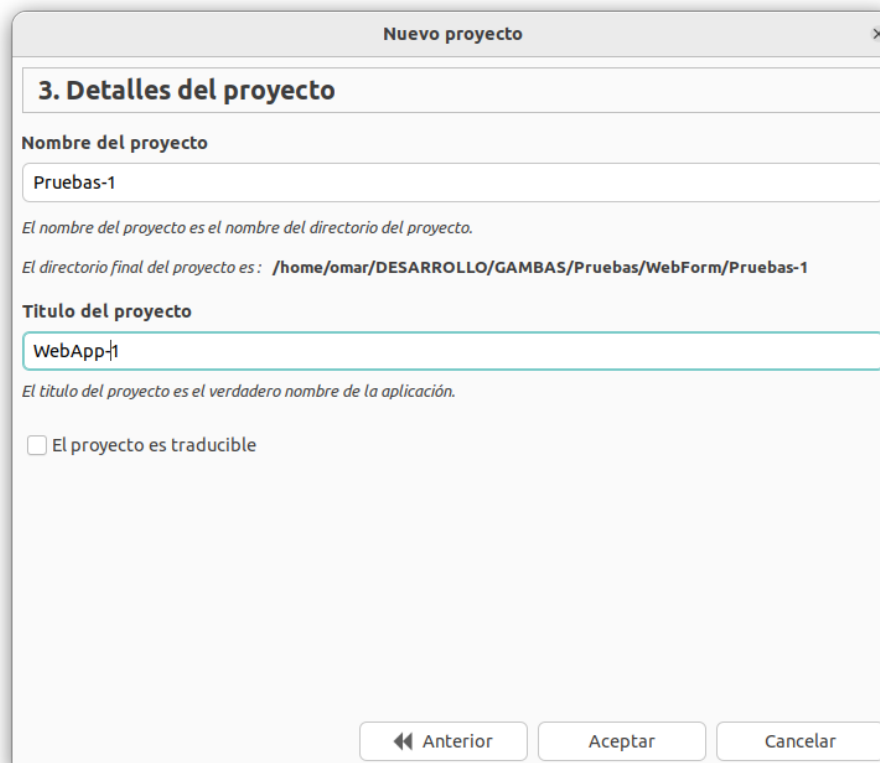 Nuevo proyecto
3. Detalles del proyecto
Nombre del proyecto
Pruebas-1
El nombre del proyecto es el nombre del directorio del proyecto.
El directorio final del proyecto es : /home/omar/DESARROLLO/GAMBAS/Pruebas/WebForm/Pruebas-1
Titulo del proyecto
WebApp-1
El titulo del proyecto es el verdadero nombre de la aplicación.
El proyecto es traducible
Anterior Aceptar Cancelar